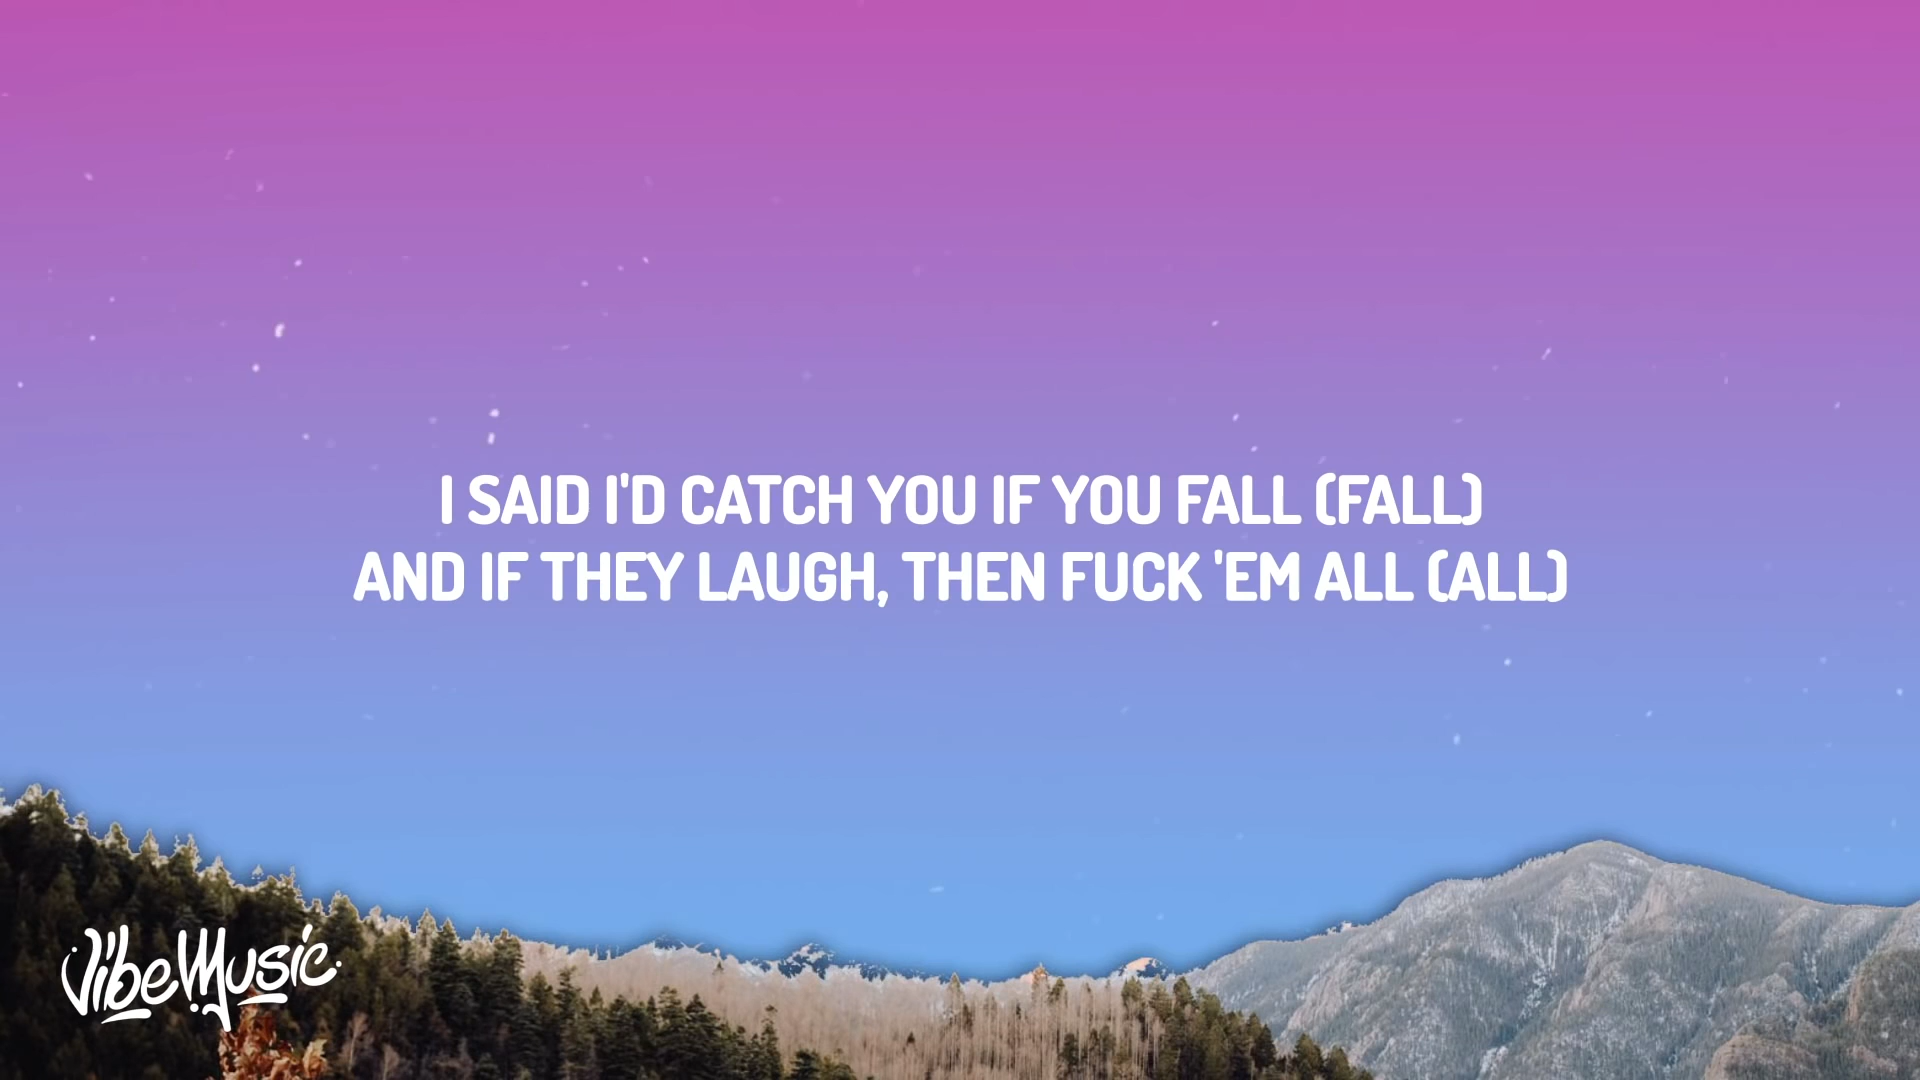 I SAID I'D CATCH YOU IF YOU FALL (FALL)
AND IF THEY LAUGH, THEN FUCK 'EM ALL (ALL)
VibeMusic